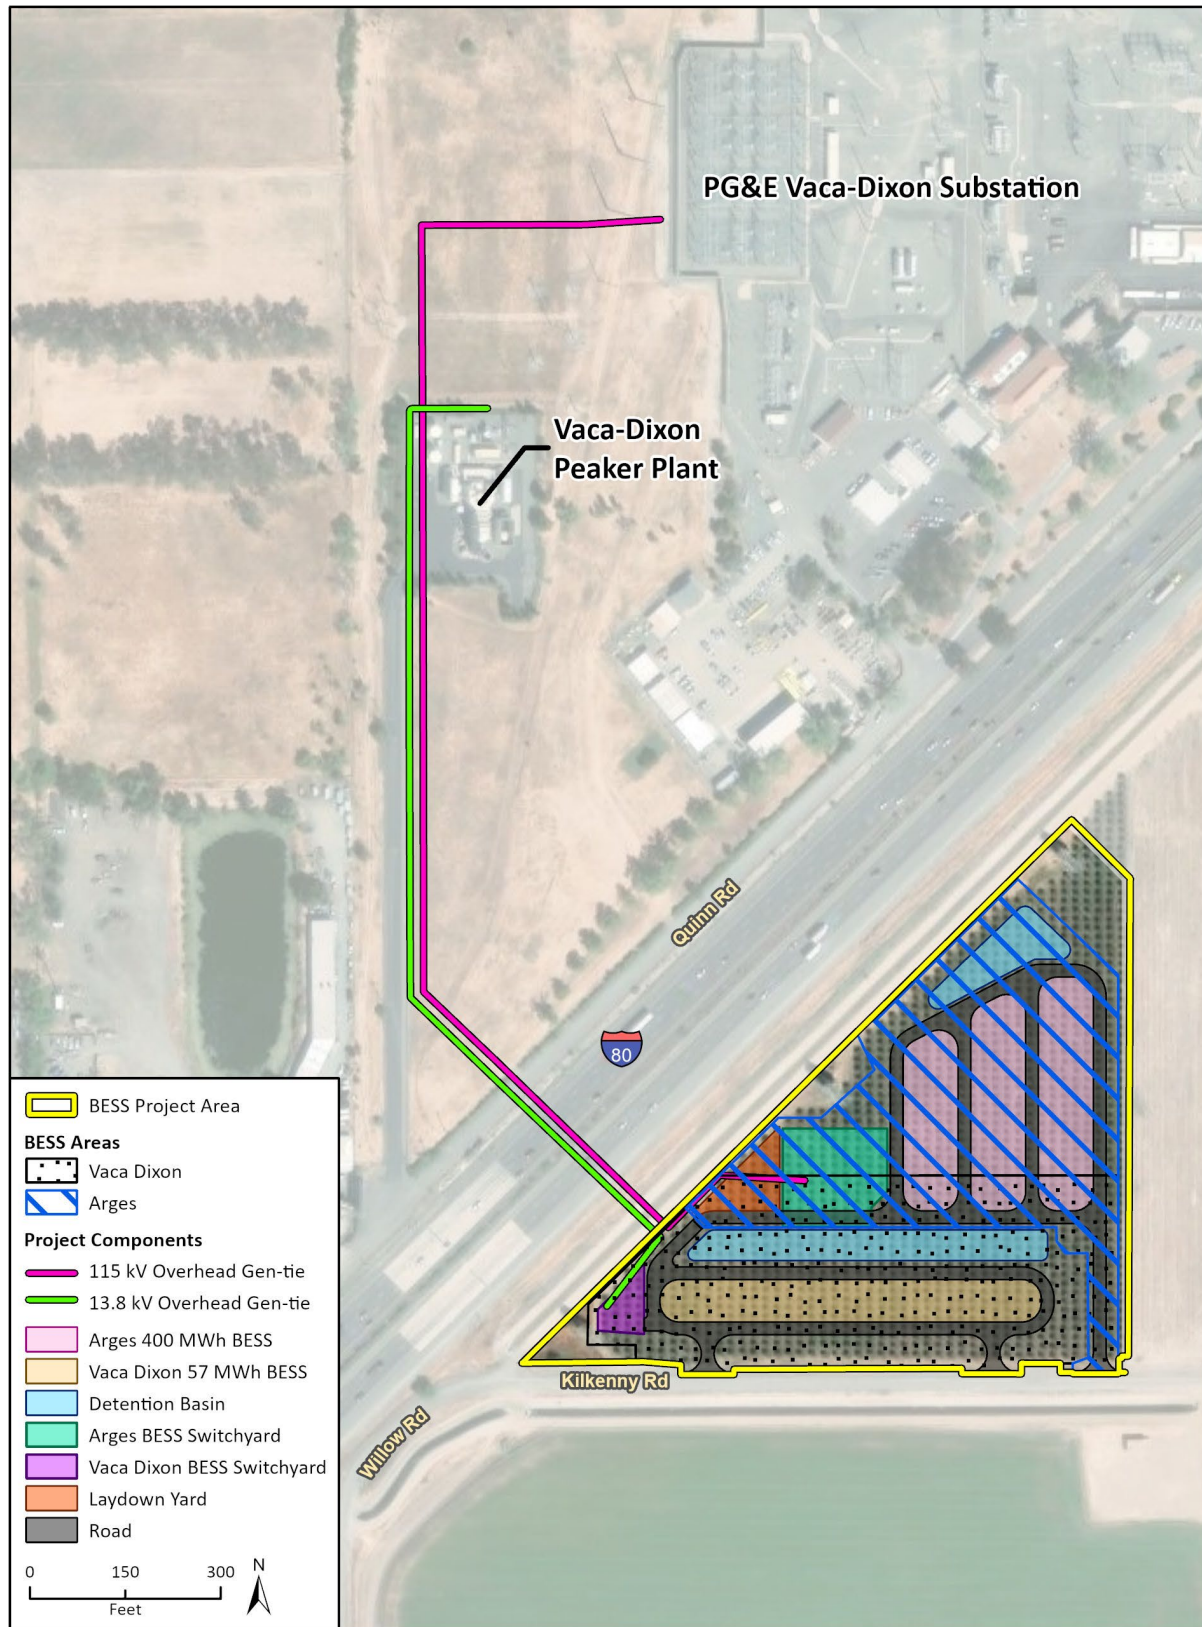 PG&E Vaca-Dixon Substation
Vaca-Dixon
Peaker Plant
Quinn Rd
80
Kilkenny Rd
Willow Rd
BESS Project Area
BESS Areas
Vaca Dixon
Arges
Project Components
115 kV Overhead Gen-tie
13.8 kV Overhead Gen-tie
Arges 400 MWh BESS
Vaca Dixon 57 MWh BESS
Detention Basin
Arges BESS Switchyard
Vaca Dixon BESS Switchyard
Laydown Yard
Road
0 150 300
Feet
N